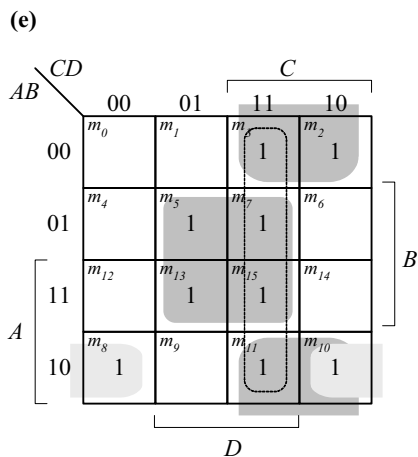 (e)
CD
C
AB
00 01 11 10
m0 m1 m3 m2
00 1 1
m4 m5 m7 m6
01 1 1
B
m12 m13 m15 m14
11 1 1
A
m8 m9 m11 m10
10 1 1 1
D